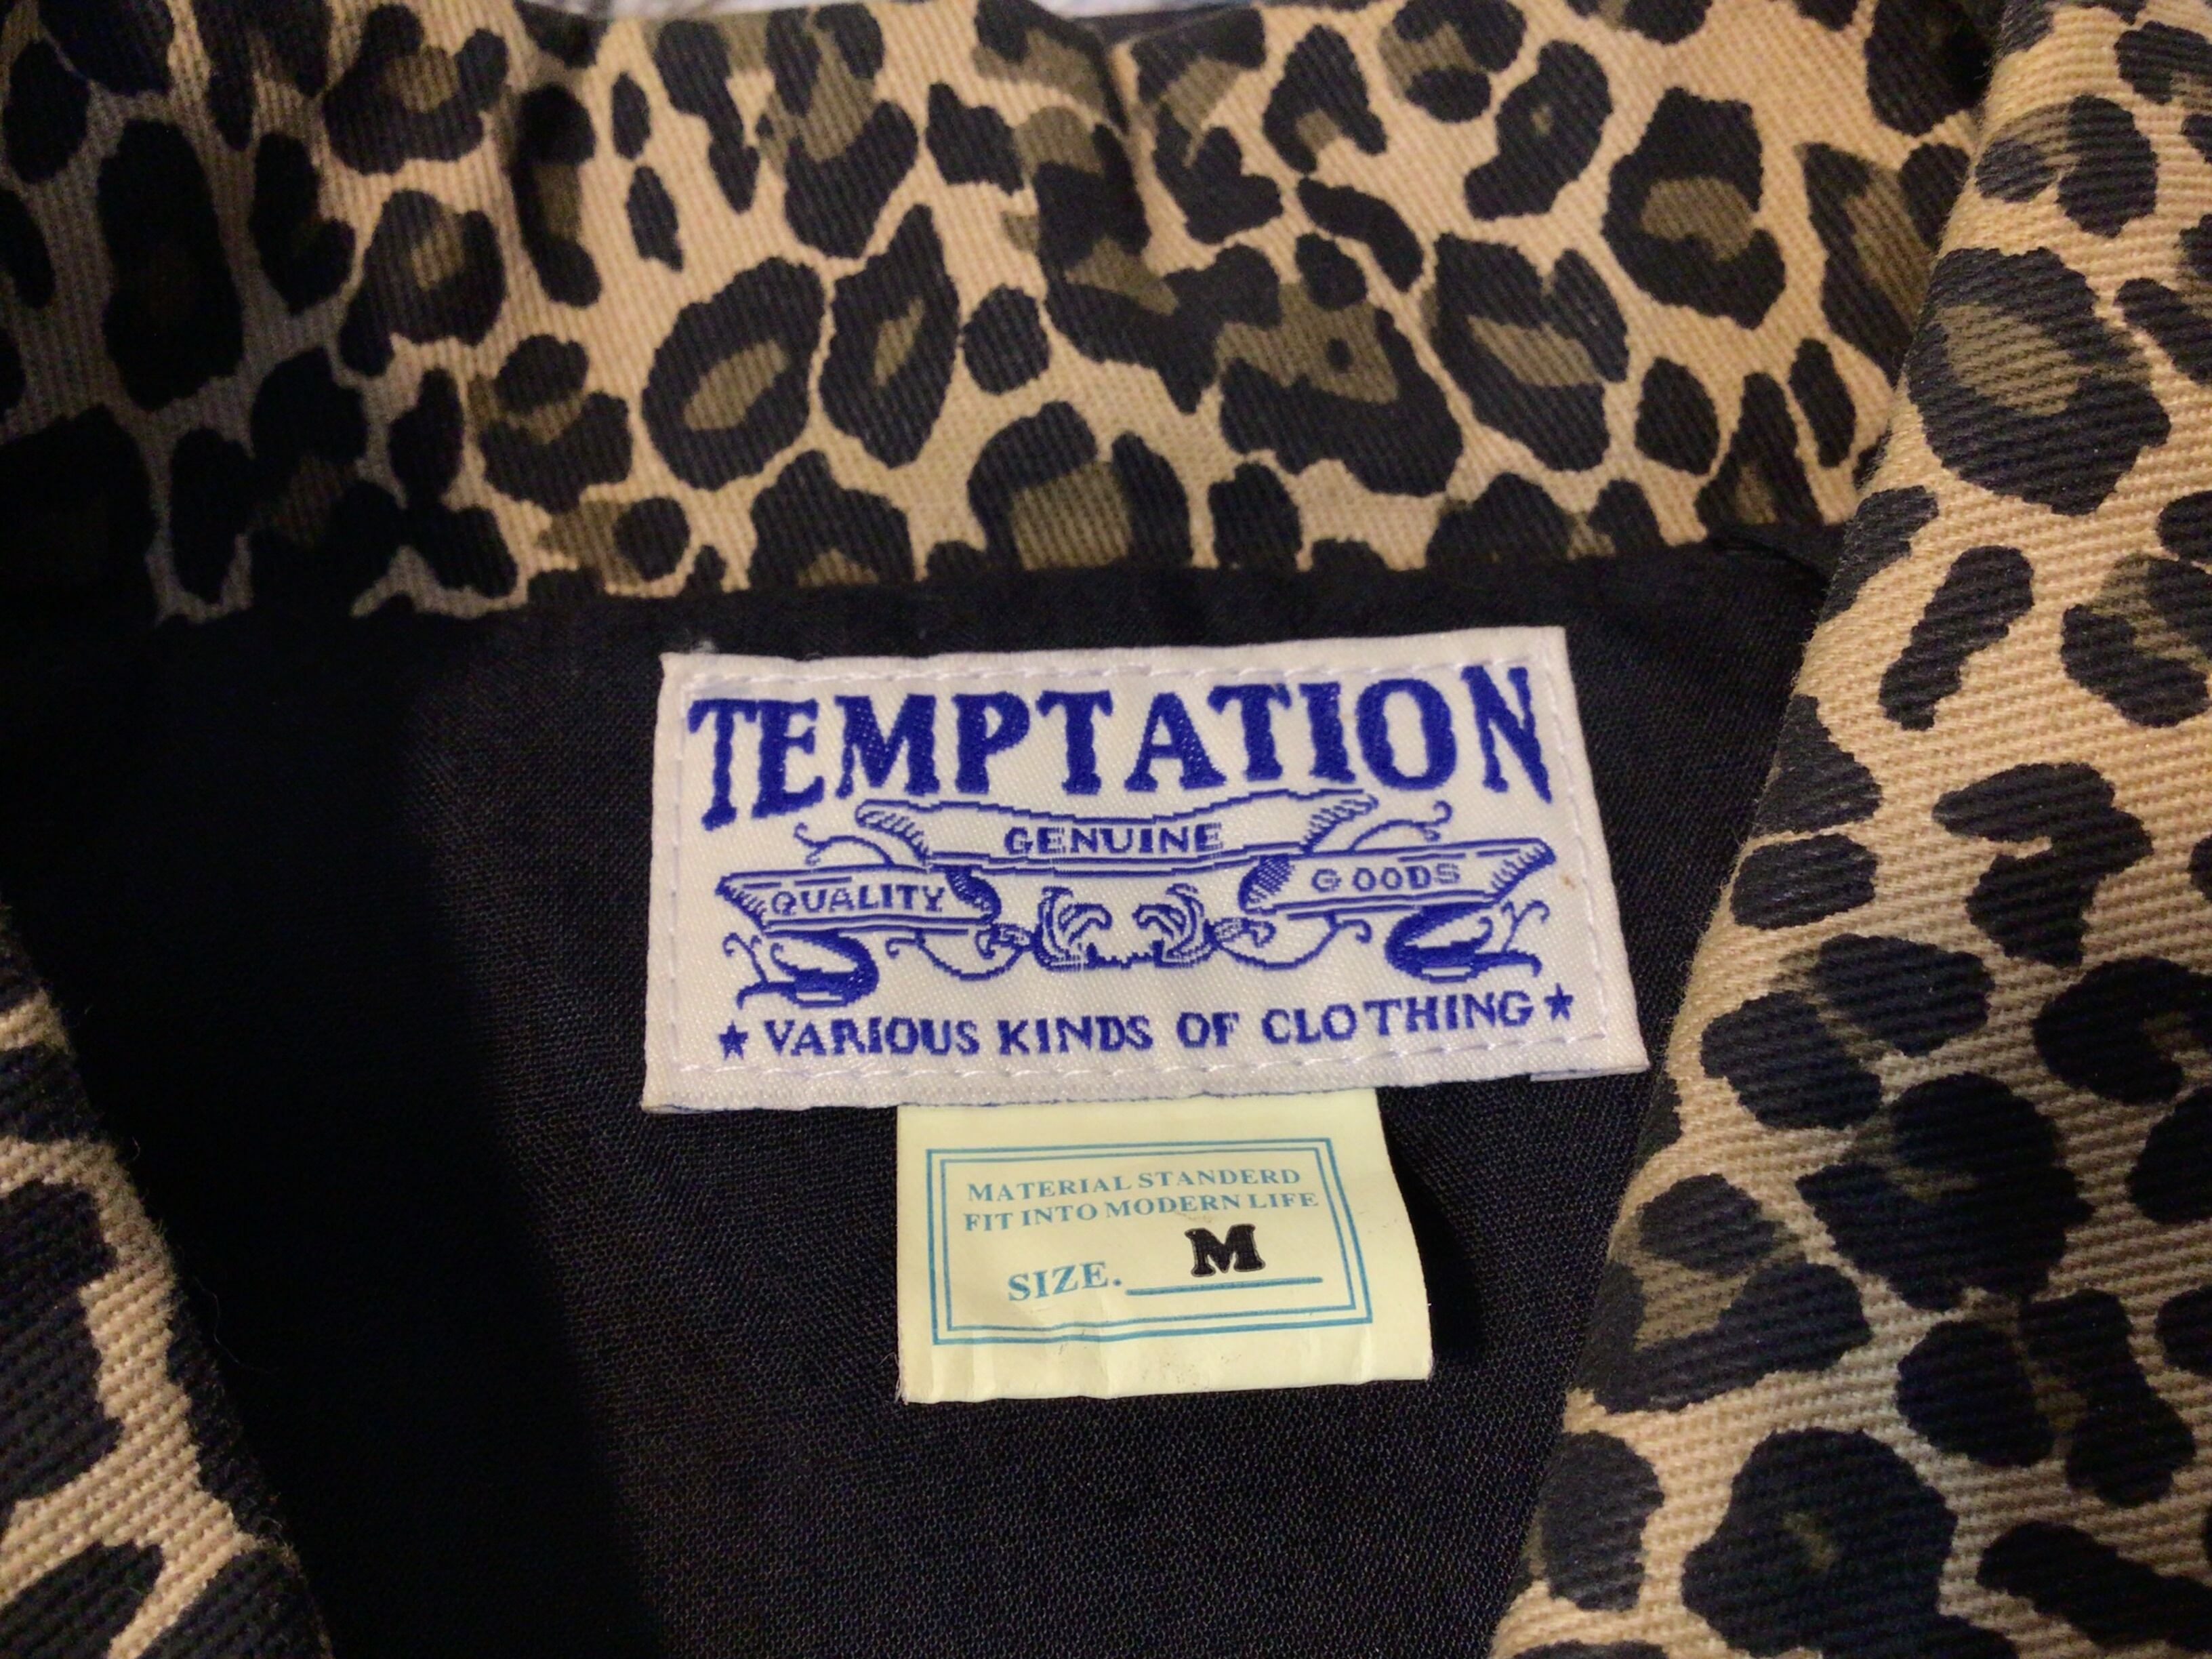 TEMPTATION
GENUINE
QUALITY GOODS
★ VARIOUS KINDS OF CLOTHING ★
MATERIAL STANDERD
FIT INTO MODERN LIFE
SIZE. M